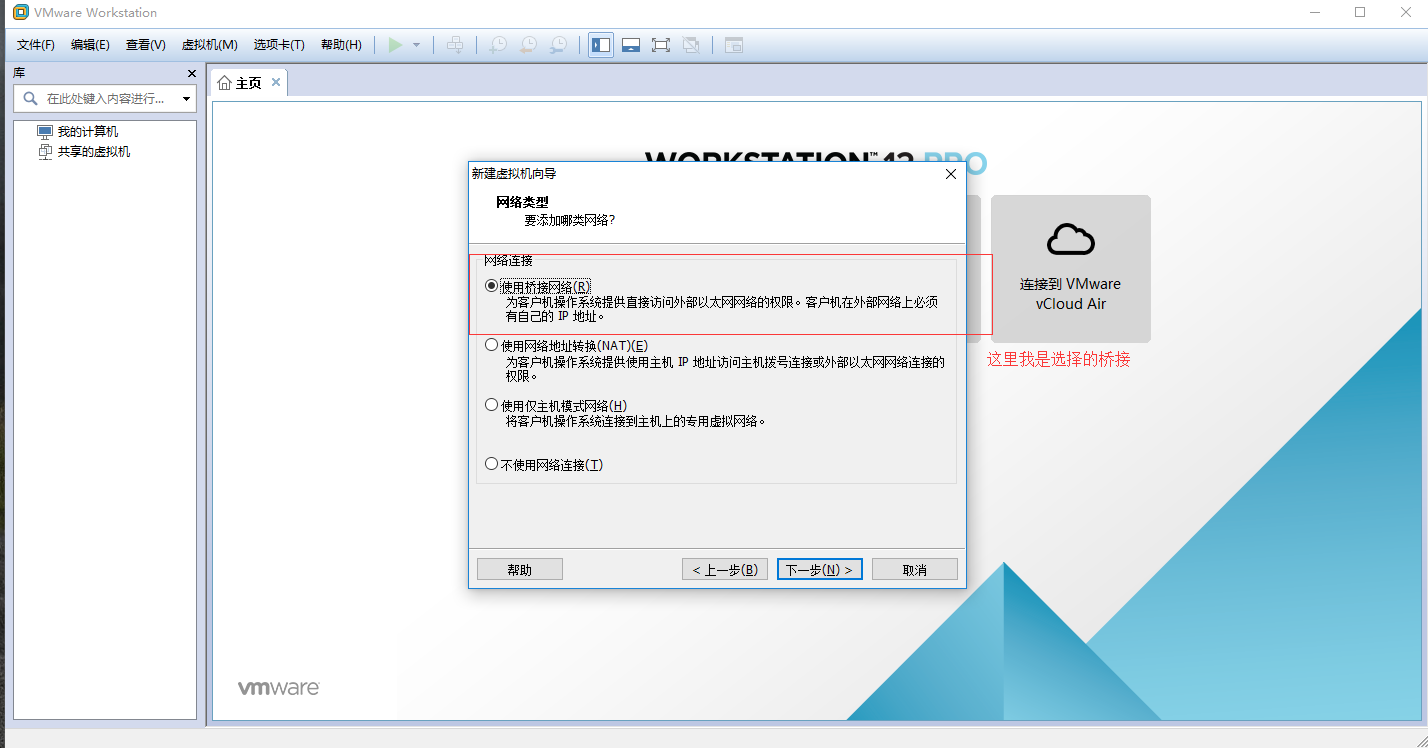 VMware Workstation
文件(F) 编辑(E) 查看(V) 虚拟机(M) 选项卡(T) 帮助(H)
库
在此处键入内容进行...
我的计算机
共享的虚拟机
主页
WORKSTATION™ 12 PRO
新建虚拟机向导
网络类型
要添加哪类网络?
网络连接
使用桥接网络(R)
为客户机操作系统提供直接访问外部以太网网络的权限。客户机在外部网络上必须
有自己的 IP 地址。
使用网络地址转换(NAT)(E)
为客户机操作系统提供使用主机 IP 地址访问主机拨号连接或外部以太网网络连接的
权限。
使用仅主机模式网络(H)
将客户机操作系统连接到主机上的专用虚拟网络。
不使用网络连接(T)
帮助
< 上一步(B)
下一步(N) >
取消
连接到 VMware
vCloud Air
这里我是选择的桥接
vmware